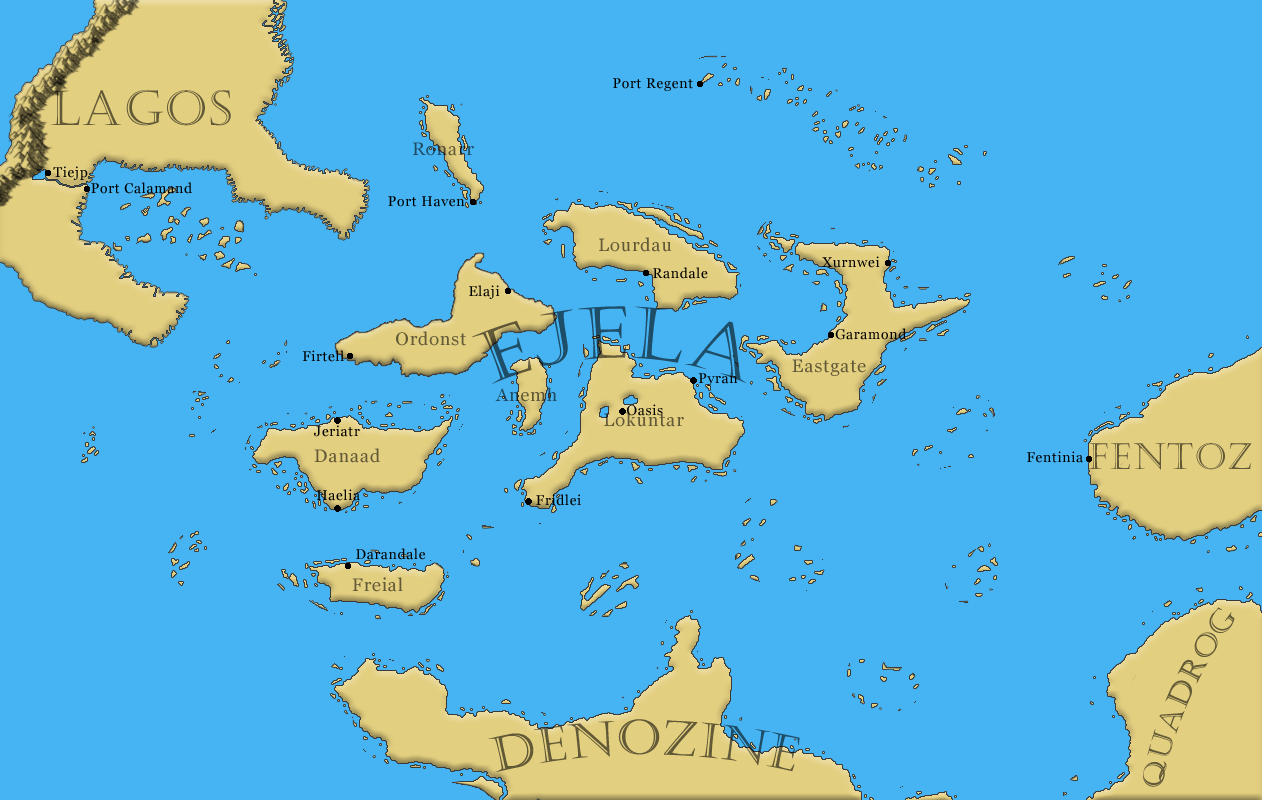 Port Regent
LAGOS
Ronarr
Tiejp
Port Calamand
Port Haven
Lourdau
Xurnwei
Randale
Elaji
EJELA
Ordonst
Garamond
Firtell
Eastgate
Pyran
Anemh
Oasis
Lokuntar
Jeriatr
Danaad
FENTOZ
Fentinia
Haelia
Fridlei
Darandale
Freial
QUADROG
DENOZINE